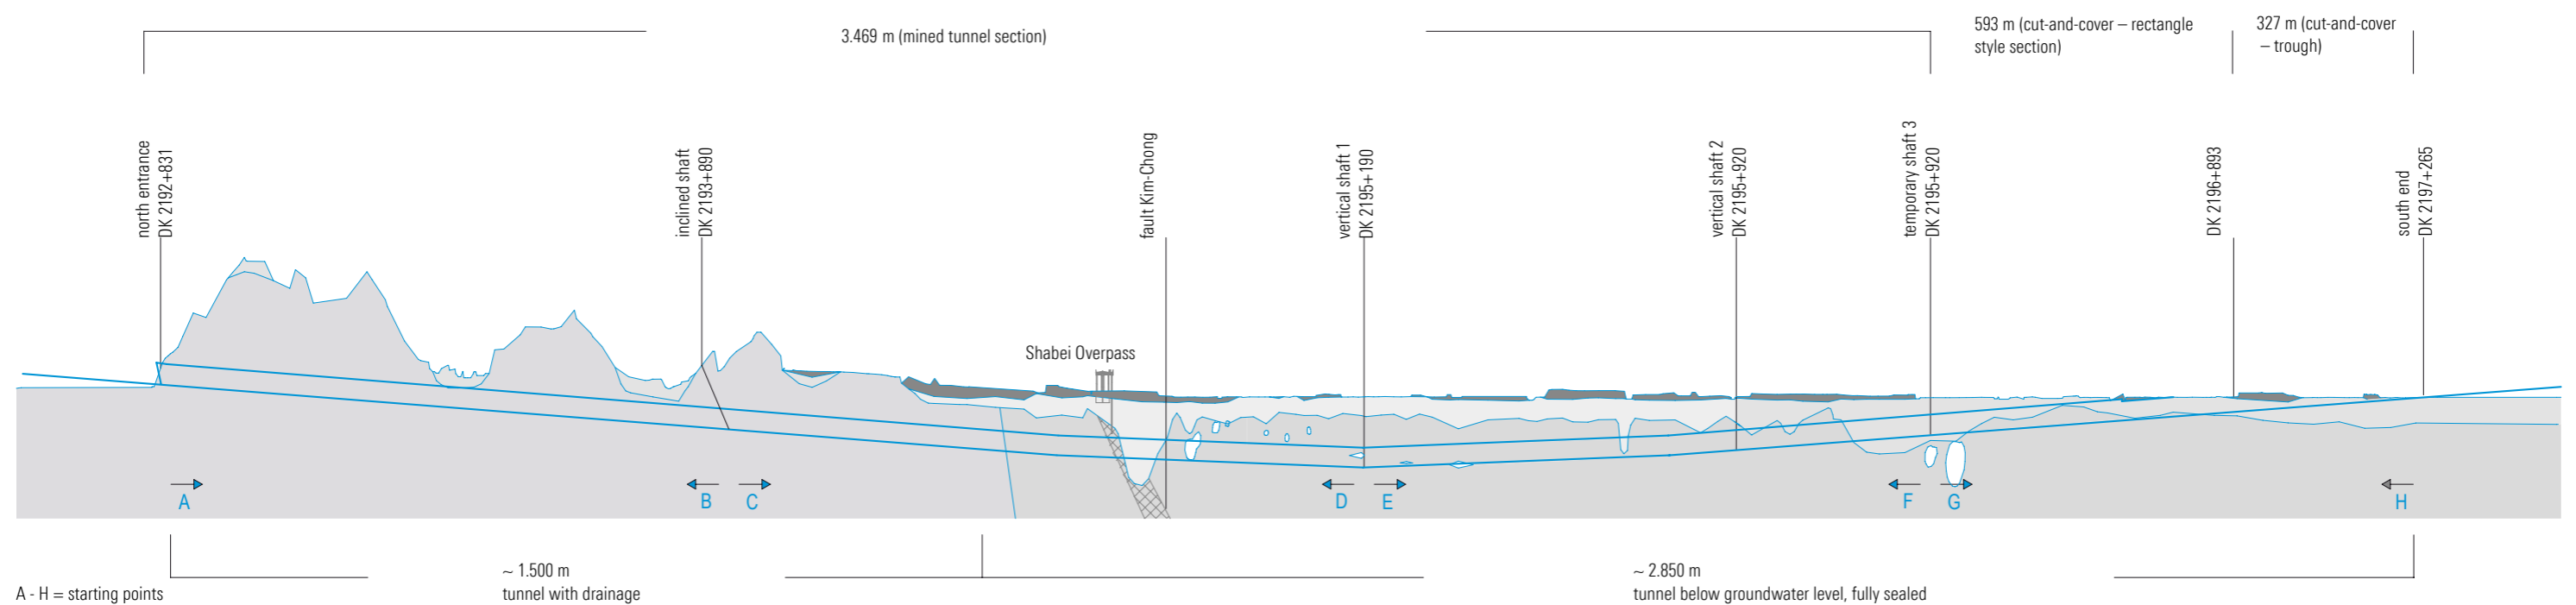 3.469 m (mined tunnel section)
593 m (cut-and-cover – rectangle
style section)
327 m (cut-and-cover
– trough)
north entrance
DK 2192+831
inclined shaft
DK 2193+890
fault Kim-Chong
vertical shaft 1
DK 2195+190
vertical shaft 2
DK 2195+920
temporary shaft 3
DK 2195+920
DK 2196+893
south end
DK 2197+265
Shabei Overpass
A
B
C
D
E
F
G
H
A - H = starting points
~ 1.500 m
tunnel with drainage
~ 2.850 m
tunnel below groundwater level, fully sealed